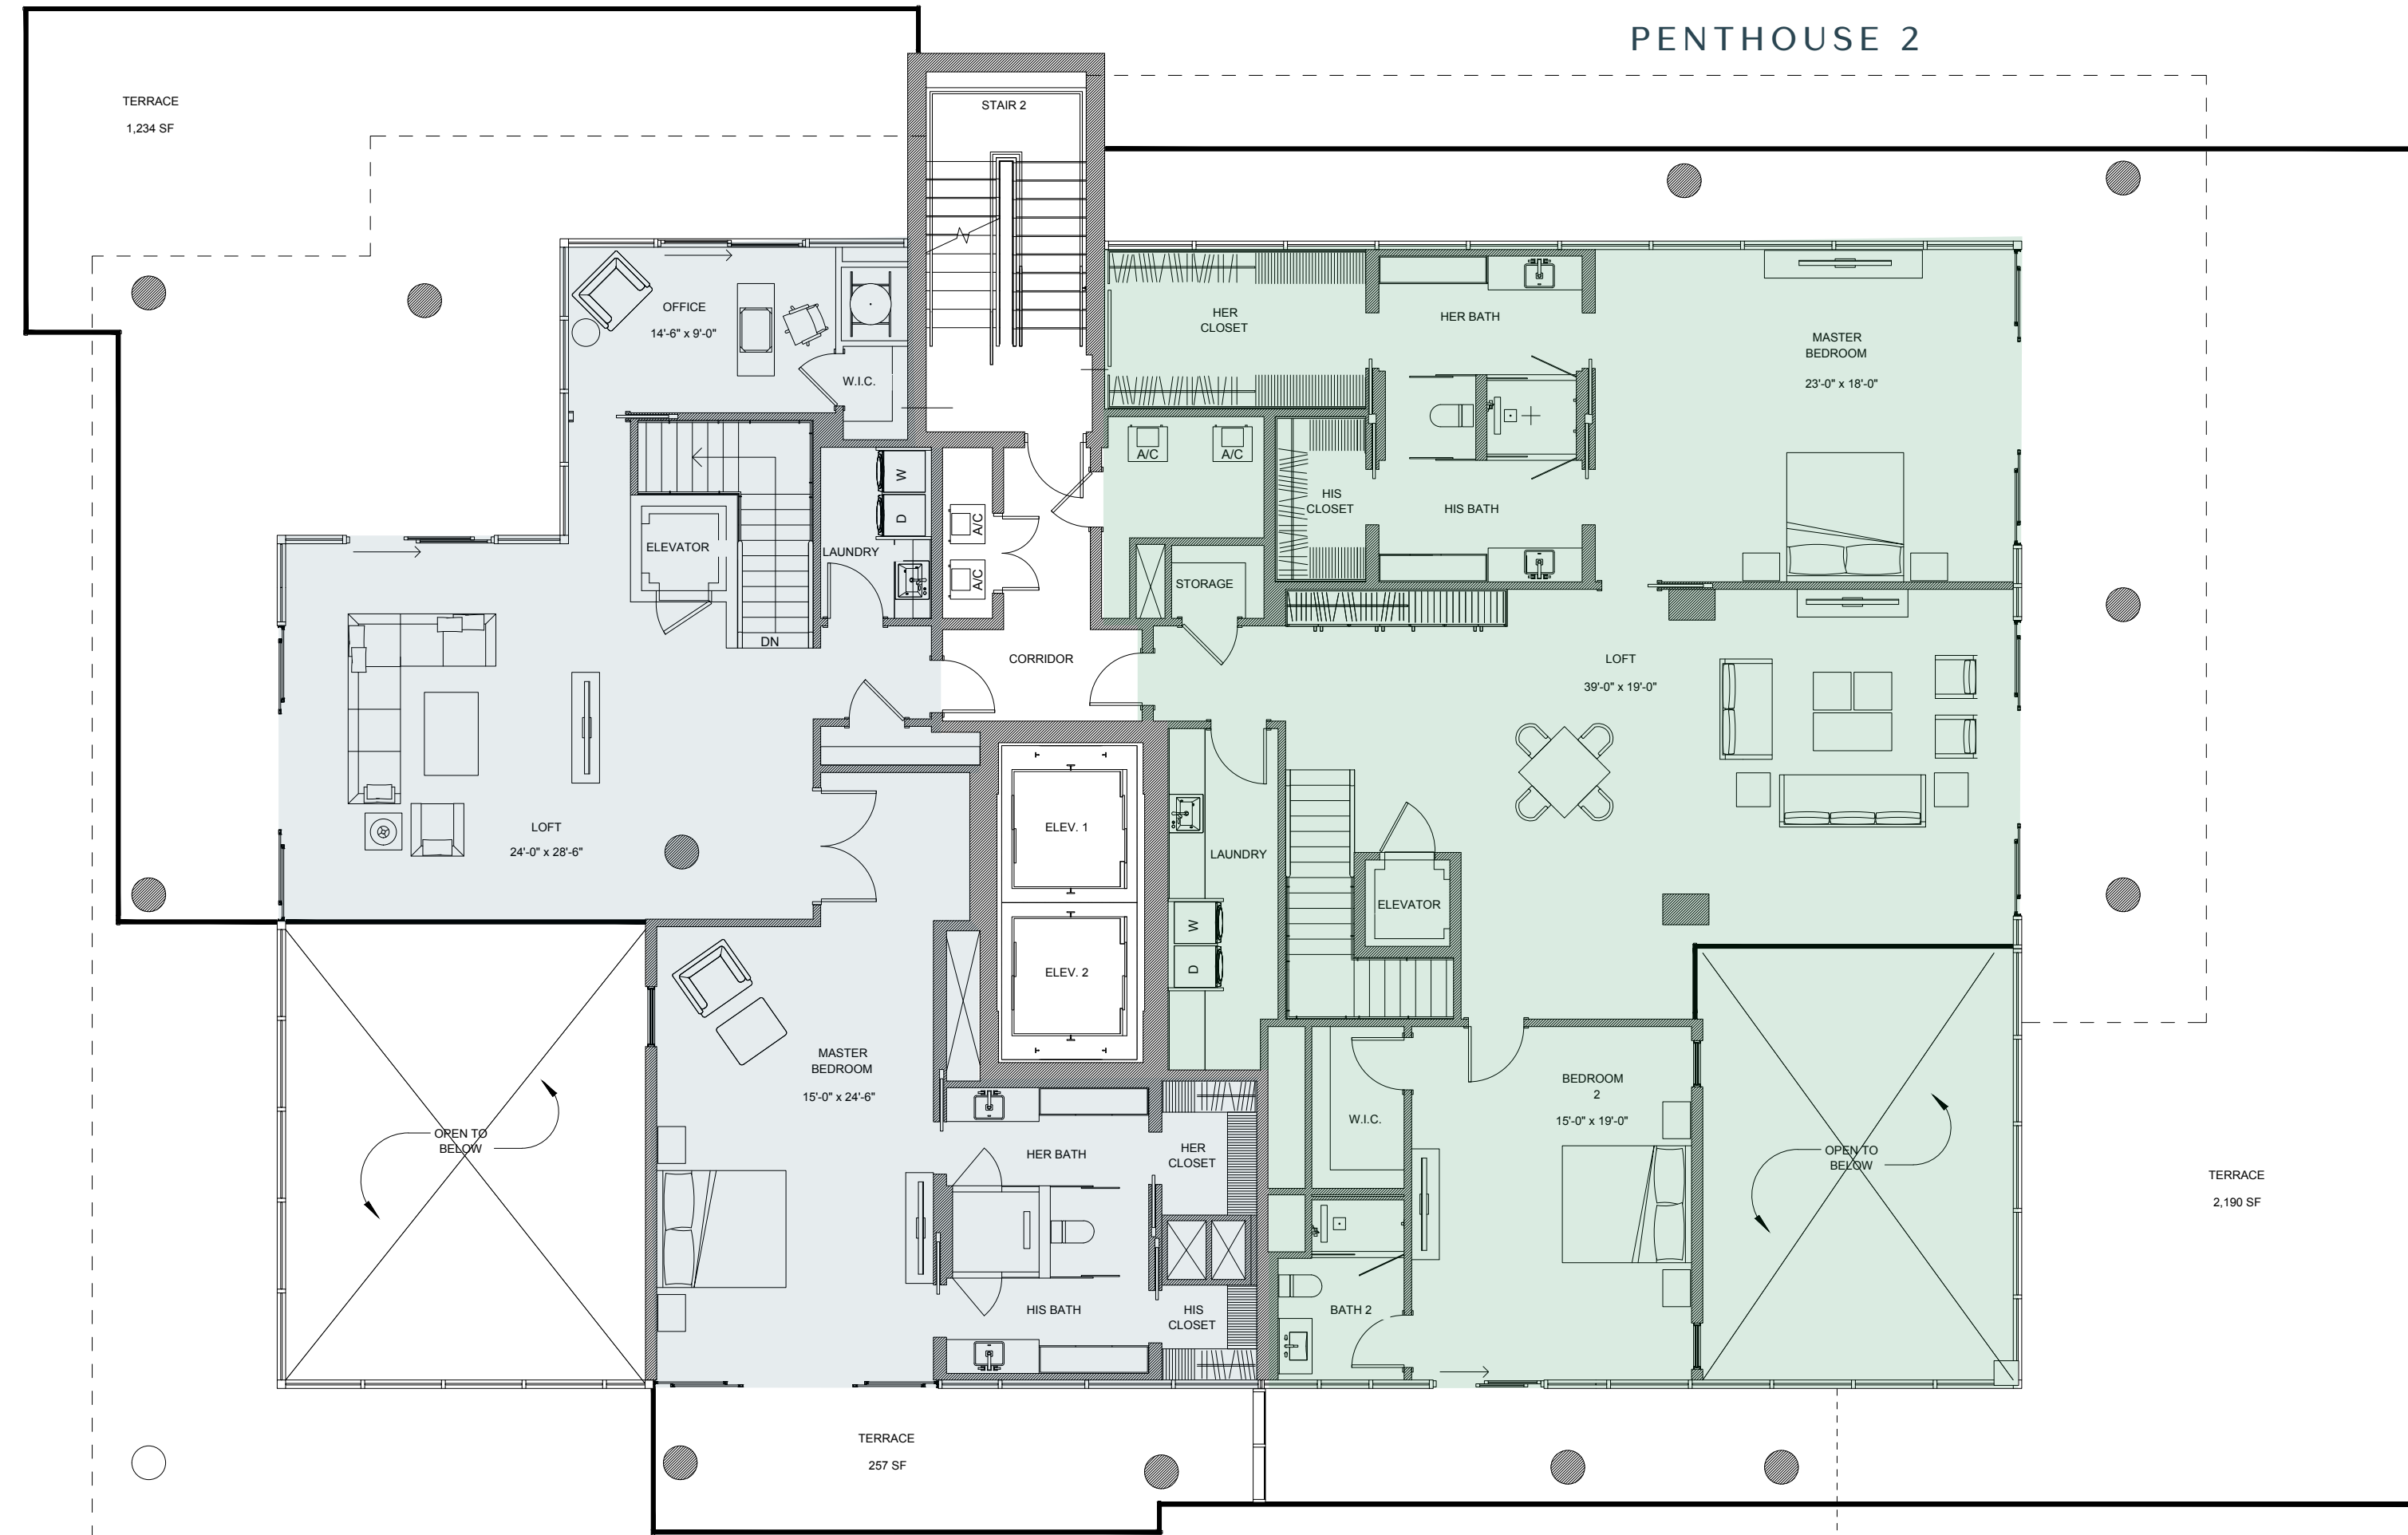 PENTHOUSE 2
TERRACE
1,234 SF
STAIR 2
OFFICE
14'-6" x 9'-0"
W.I.C.
HER
CLOSET
HER BATH
MASTER
BEDROOM
23'-0" x 18'-0"
A/C
A/C
W
D
ELEVATOR
LAUNDRY
A/C
A/C
HIS
CLOSET
HIS BATH
STORAGE
DN
CORRIDOR
LOFT
39'-0" x 19'-0"
LOFT
24'-0" x 28'-6"
ELEV. 1
LAUNDRY
ELEVATOR
W
D
ELEV. 2
MASTER
BEDROOM
15'-0" x 24'-6"
BEDROOM
2
15'-0" x 19'-0"
W.I.C.
OPEN TO
BELOW
HER BATH
HER
CLOSET
OPEN TO
BELOW
TERRACE
2,190 SF
HIS BATH
HIS
CLOSET
BATH 2
TERRACE
257 SF